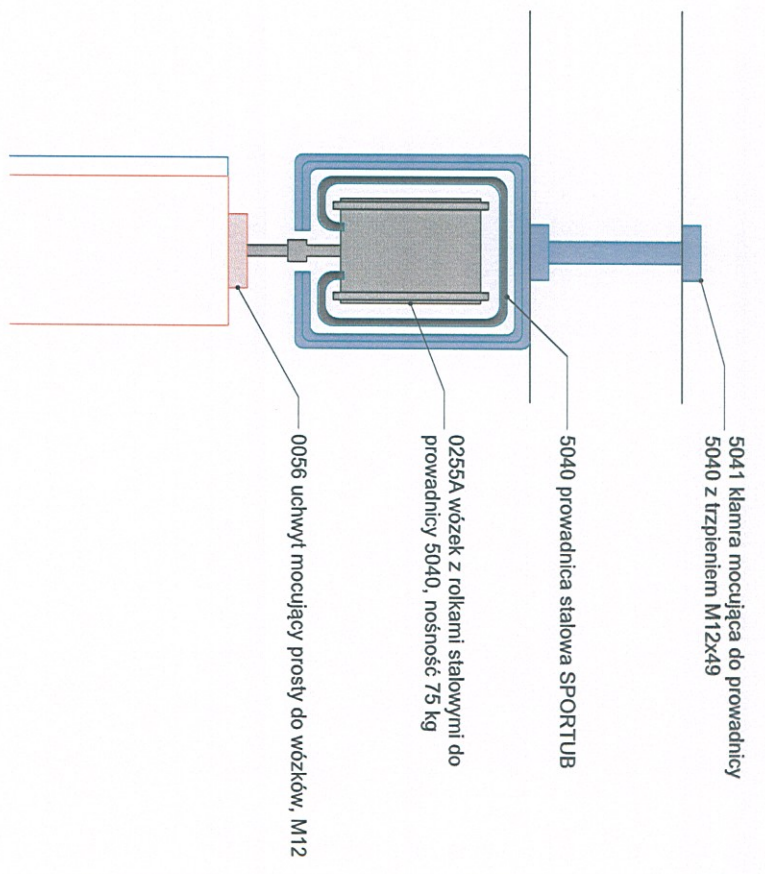 5041 klamra mocująca do prowadnicy
5040 z trzpieniem M12x49
5040 prowadnica stalowa SPORTUB
0255A wózek z rolkami stalowymi do
prowadnicy 5040, nośność 75 kg
0056 uchwyt mocujący prosty do wózków, M12